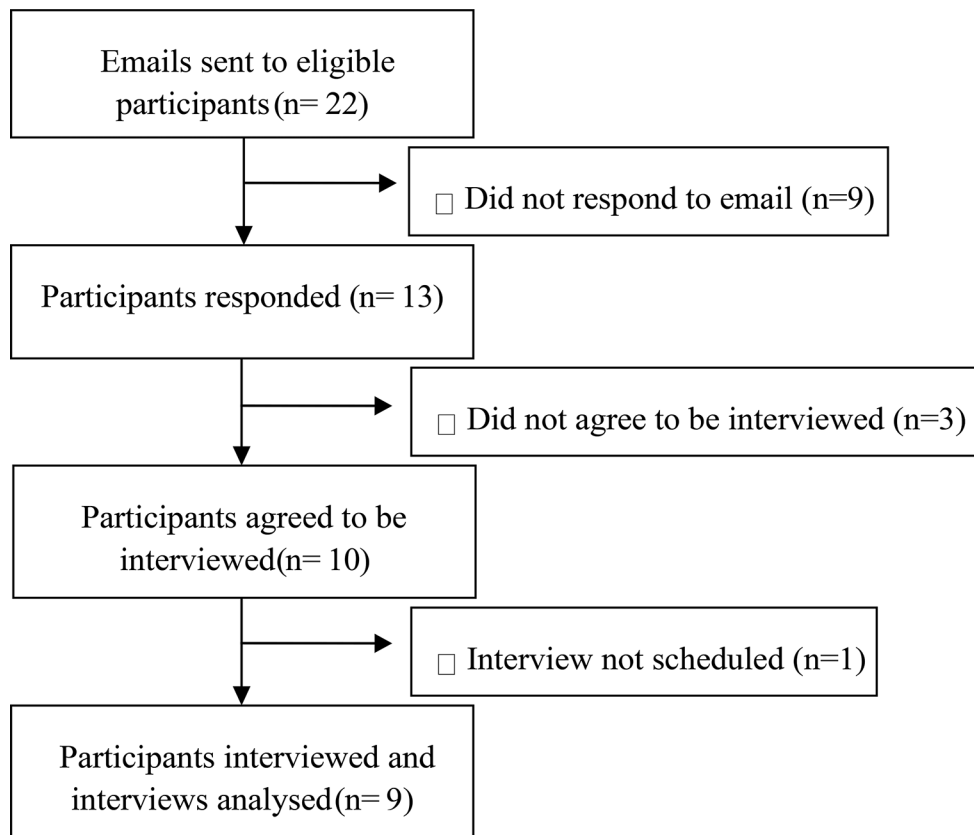 Emails sent to eligible
participants (n= 22)
□ Did not respond to email (n=9)
Participants responded (n= 13)
□ Did not agree to be interviewed (n=3)
Participants agreed to be
interviewed(n= 10)
□ Interview not scheduled (n=1)
Participants interviewed and
interviews analysed(n= 9)